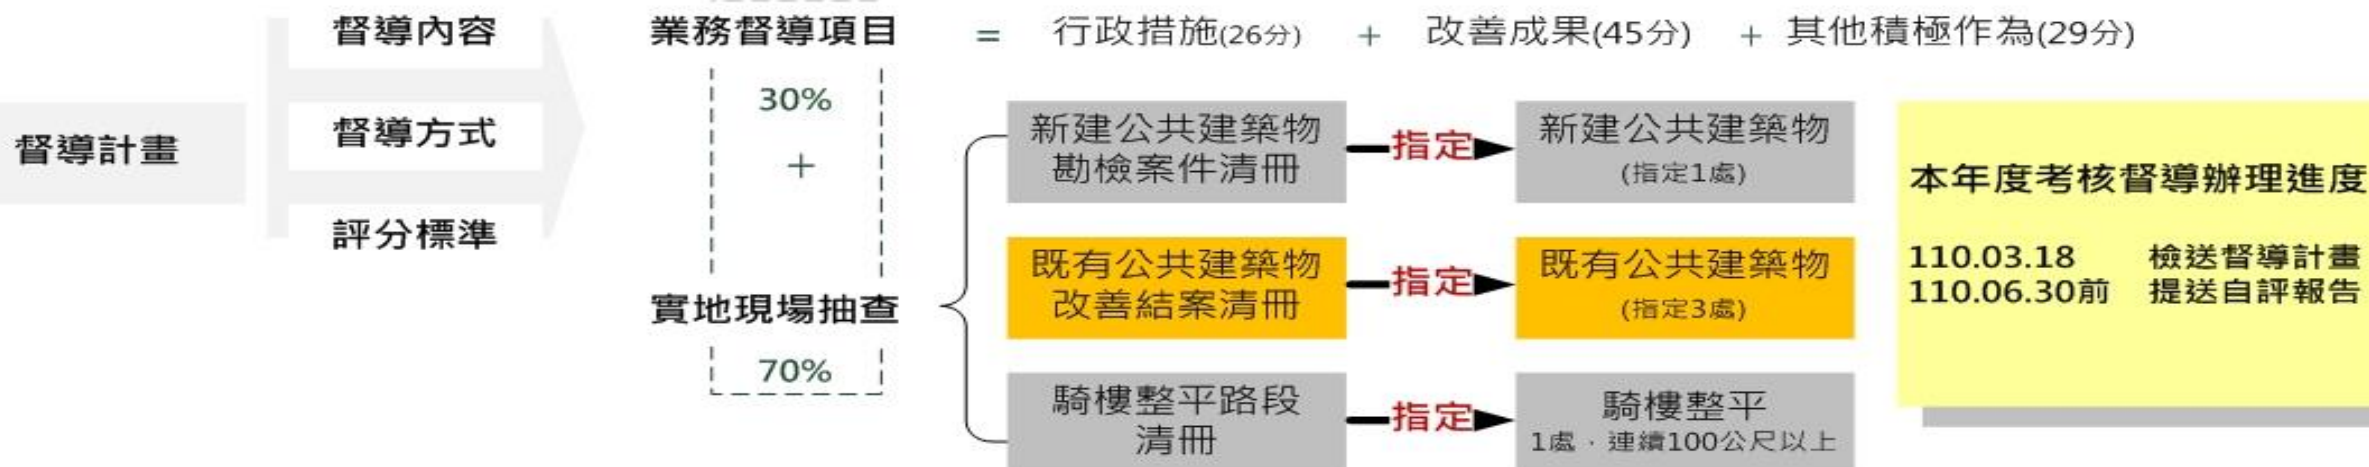 督導計畫
督導內容
督導方式
評分標準
業務督導項目 = 行政措施(26分) + 改善成果(45分) + 其他積極作為(29分)
30%
+
實地現場抽查
70%
新建公共建築物
勘檢案件清冊
指定
新建公共建築物
(指定1處)
既有公共建築物
改善結案清冊
指定
既有公共建築物
(指定3處)
騎樓整平路段
清冊
指定
騎樓整平
1處．連續100公尺以上
本年度考核督導辦理進度
110.03.18 檢送督導計畫
110.06.30前 提送自評報告